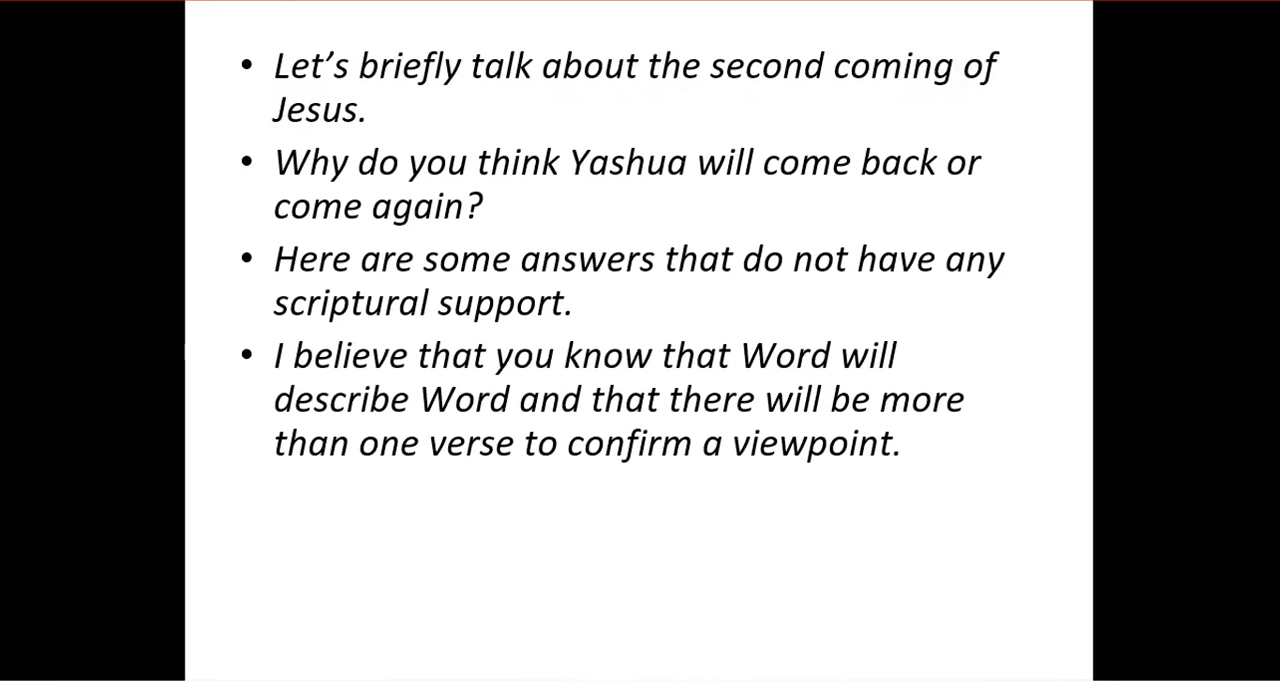 • Let's briefly talk about the second coming of
Jesus.
• Why do you think Yashua will come back or
come again?
• Here are some answers that do not have any
scriptural support.
• I believe that you know that Word will
describe Word and that there will be more
than one verse to confirm a viewpoint.